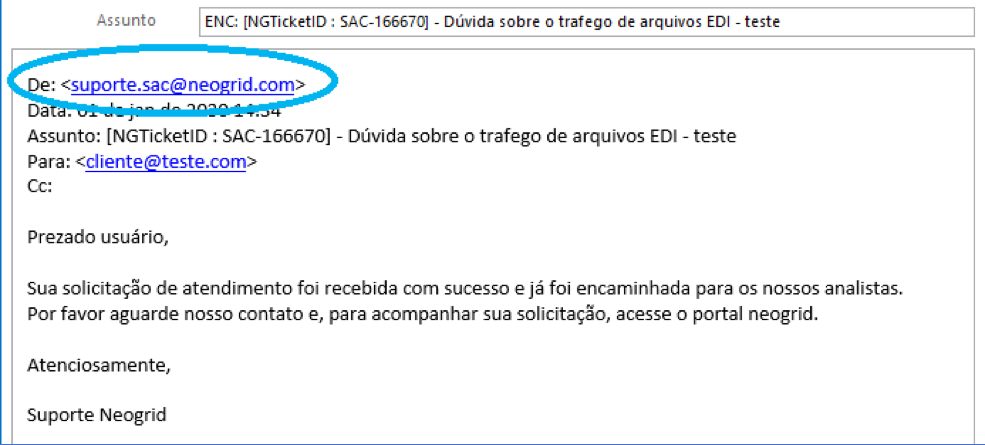 Assunto
ENC: [NGTicketID : SAC-166670] - Dúvida sobre o trafego de arquivos EDI - teste
De: <suporte.sac@neogrid.com>
Data: 01 de jan de 2020 14:34
Assunto: [NGTicketID : SAC-166670] - Dúvida sobre o trafego de arquivos EDI - teste
Para: <cliente@teste.com>
Cc:
Prezado usuário,
Sua solicitação de atendimento foi recebida com sucesso e já foi encaminhada para os nossos analistas.
Por favor aguarde nosso contato e, para acompanhar sua solicitação, acesse o portal neogrid.
Atenciosamente,
Suporte Neogrid